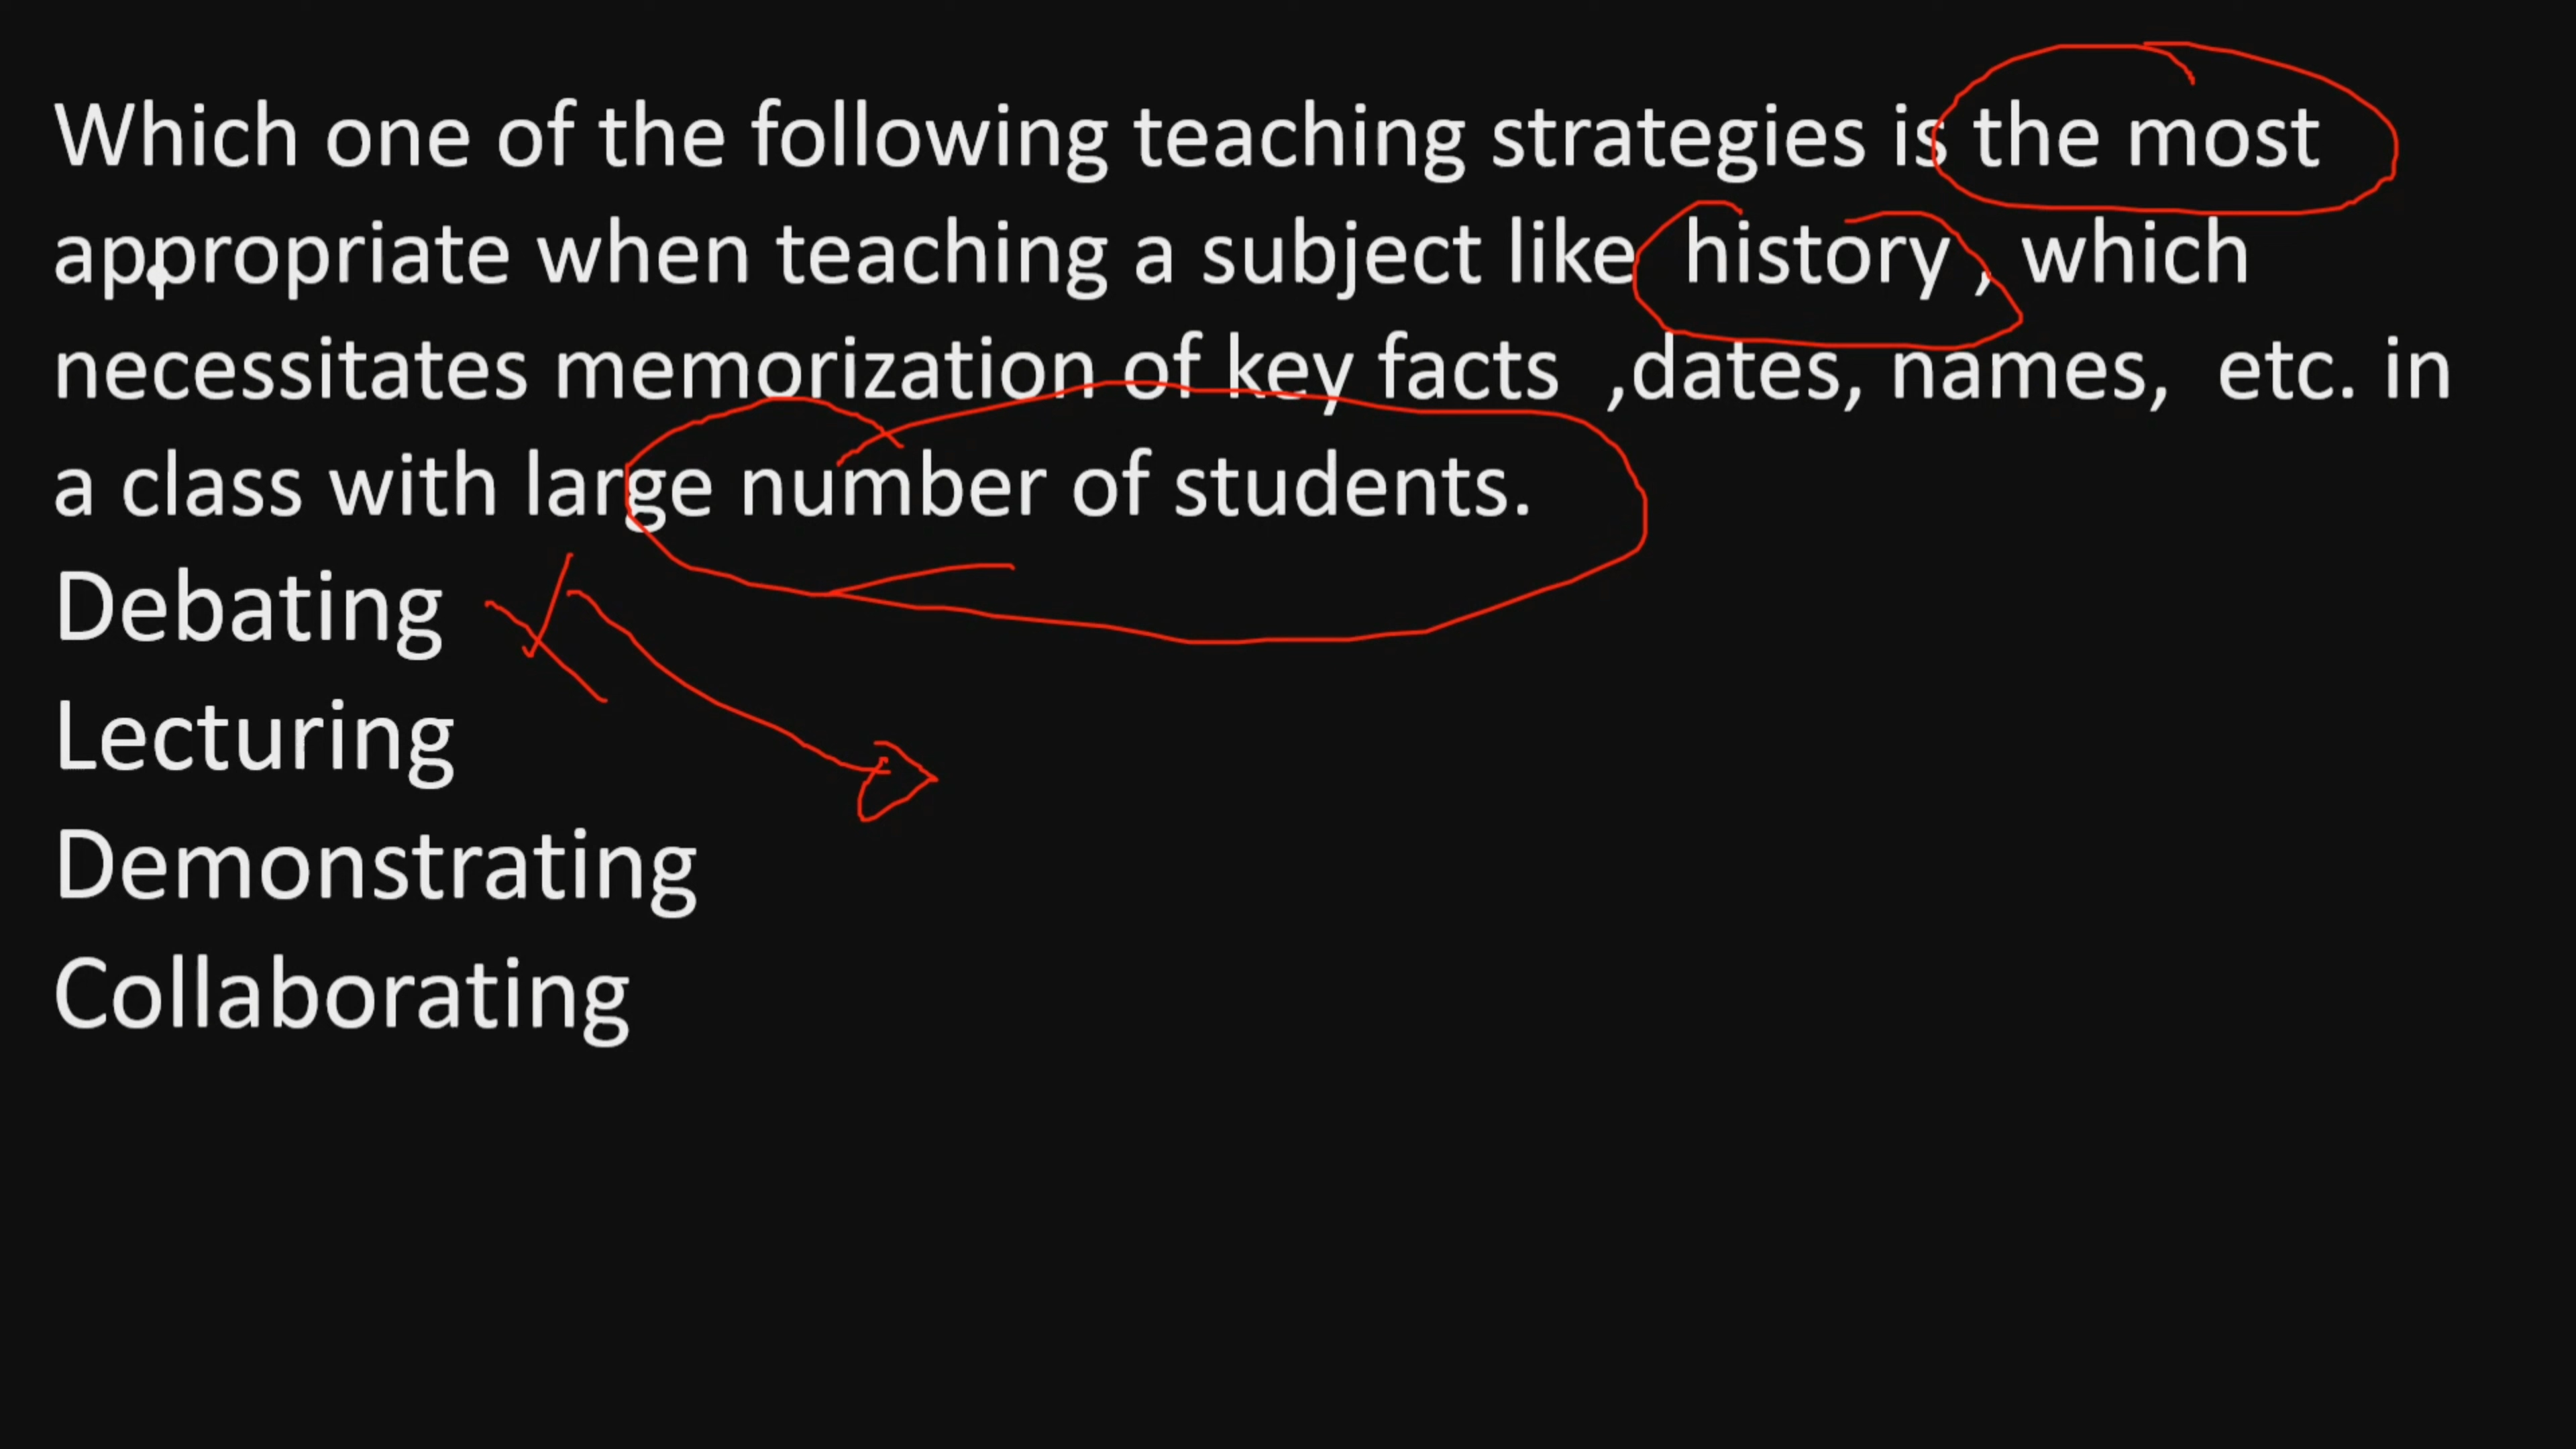 Which one of the following teaching strategies is the most
appropriate when teaching a subject like history , which
necessitates memorization of key facts ,dates, names, etc. in
a class with large number of students.
Debating
Lecturing
Demonstrating
Collaborating